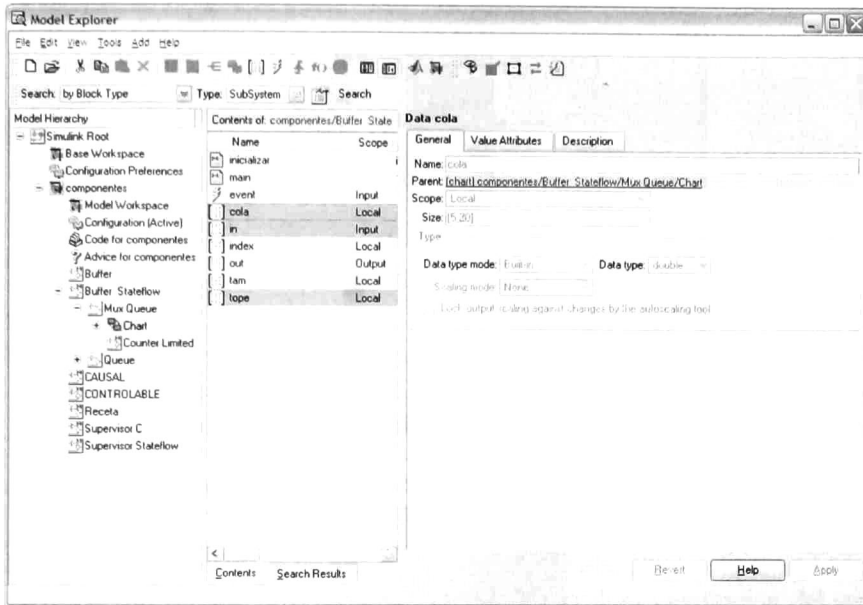 Model Explorer
File Edit View Tools Add Help
Search: by Block Type Type: SubSystem Search
Model Hierarchy
Simulink Root
Base Workspace
Configuration Preferences
componentes
Model Workspace
Configuration (Active)
Code for componentes
Advice for componentes
Buffer
Buffer Stateflow
Mux Queue
Chart
Counter Limited
Queue
CAUSAL
CONTROLABLE
Receta
Supervisor C
Supervisor Stateflow
Contents of: componentes/Buffer State
Name Scope
inicializar i
main
event Input
cola Local
in Input
index Local
out Output
tam Local
tope Local
Contents Search Results
Data cola
General Value Attributes Description
Name: cola
Parent: (chart) componentes/Buffer Stateflow/Mux Queue/Chart
Scope: Local
Size: [5,20]
Type
Data type mode: Built-in Data type: double
Scaling mode: None
Lock output scaling against changes by the autoscaling tool
Revert Help Apply